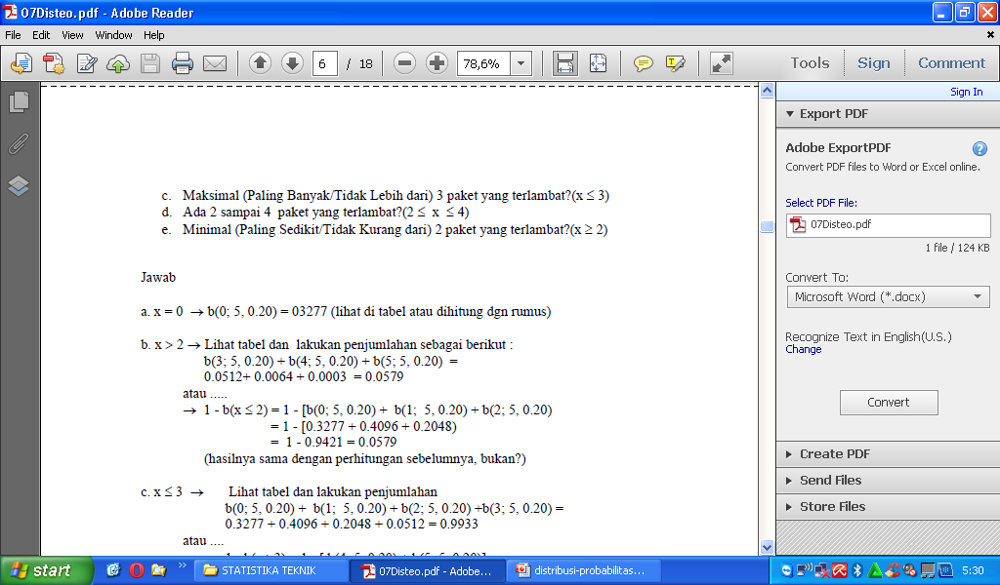 07Disteo.pdf - Adobe Reader
File Edit View Window Help
6 / 18 78,6% Tools Sign Comment
Sign In
Export PDF
Adobe ExportPDF
Convert PDF files to Word or Excel online.
Select PDF File:
07Disteo.pdf
1 file / 124 KB
Convert To:
Microsoft Word (*.docx)
Recognize Text in English(U.S.)
Change
Convert
Create PDF
Send Files
Store Files
c. Maksimal (Paling Banyak/Tidak Lebih dari) 3 paket yang terlambat?(x ≤ 3)
d. Ada 2 sampai 4 paket yang terlambat?(2 ≤ x ≤ 4)
e. Minimal (Paling Sedikit/Tidak Kurang dari) 2 paket yang terlambat?(x ≥ 2)
Jawab
a. x = 0 → b(0; 5, 0.20) = 03277 (lihat di tabel atau dihitung dgn rumus)
b. x > 2 → Lihat tabel dan lakukan penjumlahan sebagai berikut :
b(3; 5, 0.20) + b(4; 5, 0.20) + b(5; 5, 0.20) =
0.0512+ 0.0064 + 0.0003 = 0.0579
atau .....
→ 1 - b(x ≤ 2) = 1 - [b(0; 5, 0.20) + b(1; 5, 0.20) + b(2; 5, 0.20)
= 1 - [0.3277 + 0.4096 + 0.2048)
= 1 - 0.9421 = 0.0579
(hasilnya sama dengan perhitungan sebelumnya, bukan?)
c. x ≤ 3 → Lihat tabel dan lakukan penjumlahan
b(0; 5, 0.20) + b(1; 5, 0.20) + b(2; 5, 0.20) +b(3; 5, 0.20) =
0.3277 + 0.4096 + 0.2048 + 0.0512 = 0.9933
atau ....
start STATISTIKA TEKNIK 07Disteo.pdf - Adobe... distribusi-probabilitas... 5:30